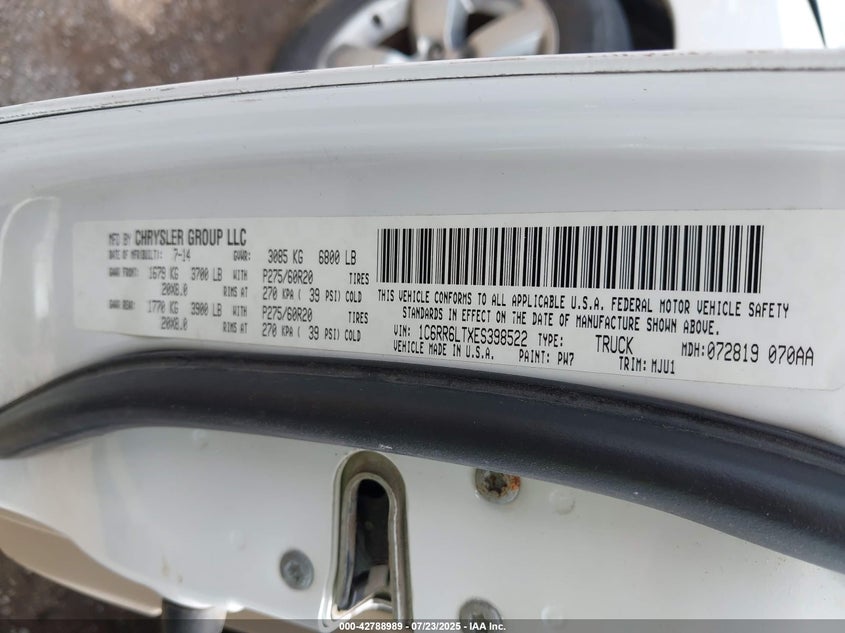 MFD BY CHRYSLER GROUP LLC
DATE OF MFR/BUILT: 7-14 GVWR: 3085 KG 6800 LB
GAWR FRONT: 1679 KG 3700 LB WITH P275/60R20 TIRES
20X8.0 RIMS AT 270 KPA ( 39 PSI) COLD
GAWR REAR: 1770 KG 3900 LB WITH P275/60R20 TIRES
20X8.0 RIMS AT 270 KPA ( 39 PSI) COLD
THIS VEHICLE CONFORMS TO ALL APPLICABLE U.S.A. FEDERAL MOTOR VEHICLE SAFETY
STANDARDS IN EFFECT ON THE DATE OF MANUFACTURE SHOWN ABOVE.
VIN: 1C6RR6LTXES398522 TYPE: TRUCK MDH: 072819 070AA
VEHICLE MADE IN U.S.A. PAINT: PW7 TRIM: MJU1
000-42788989 - 07/23/2025 - IAA Inc.